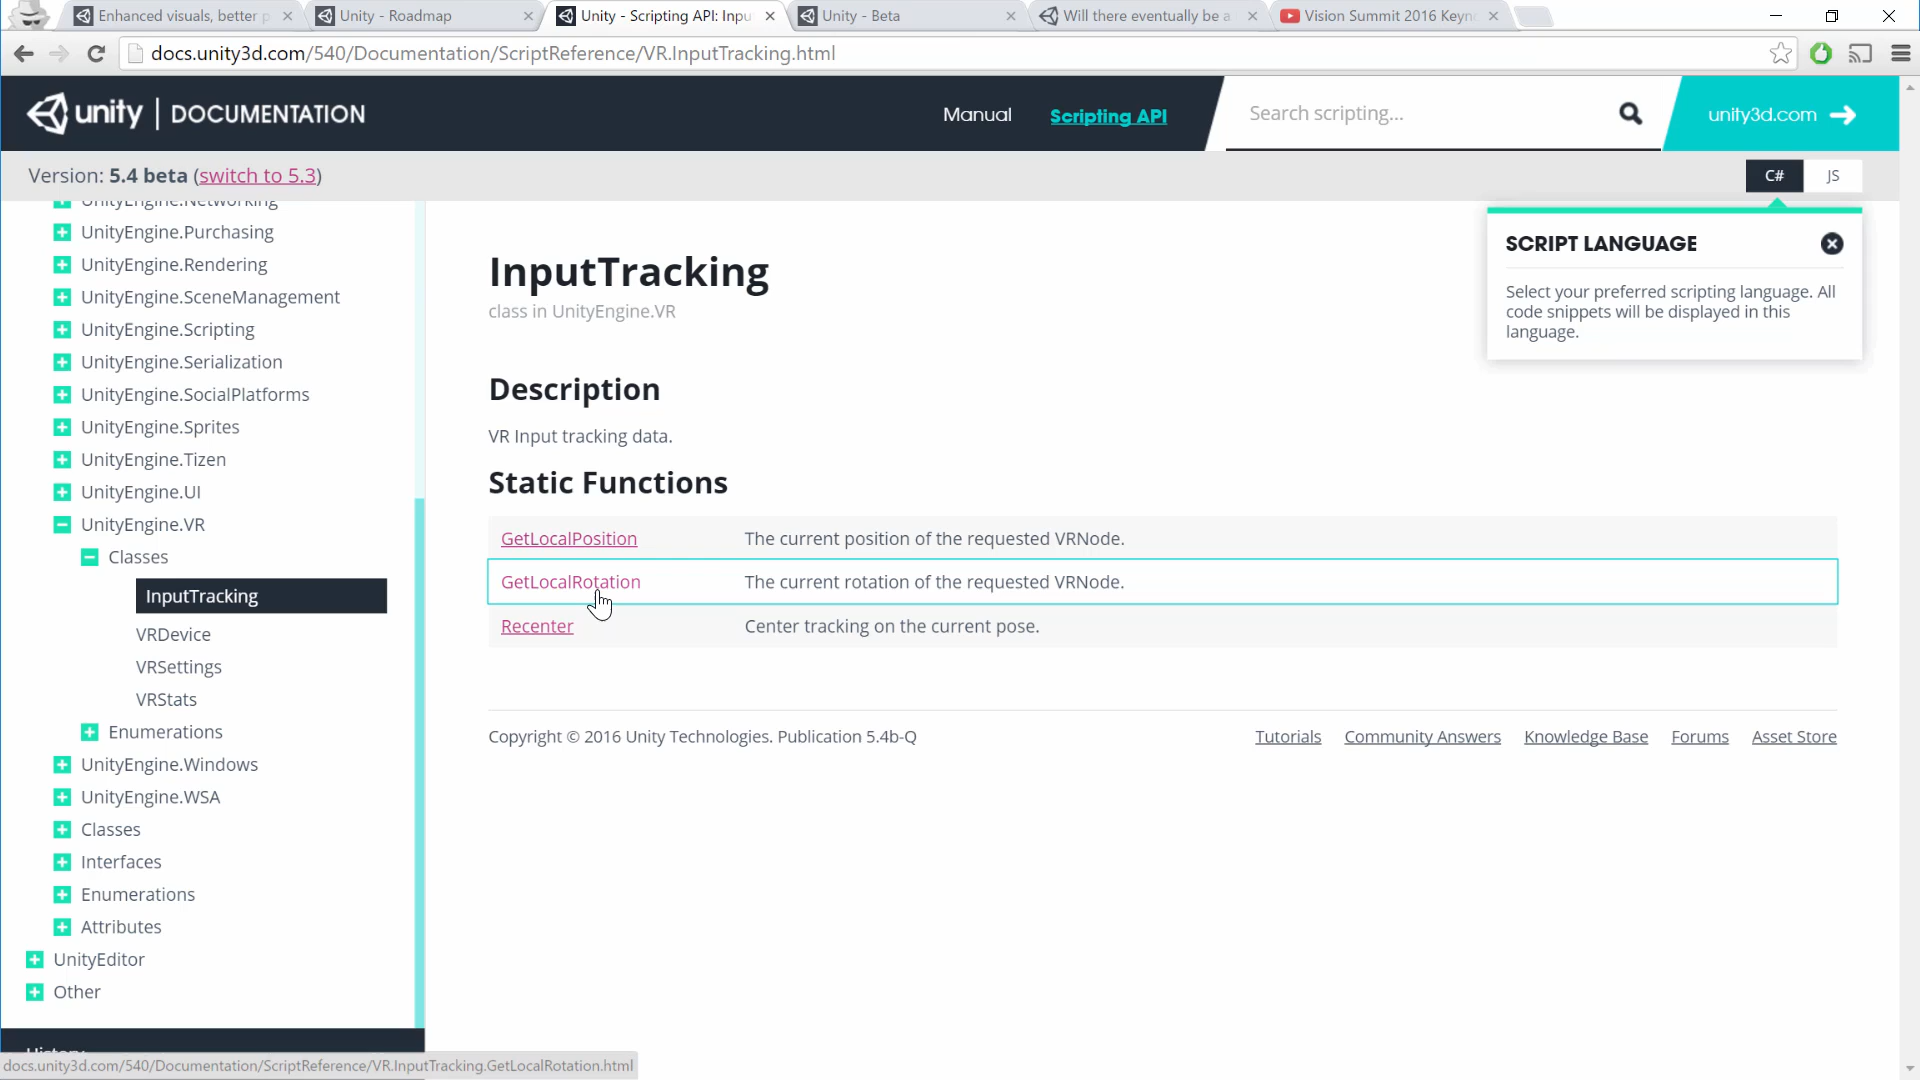 Enhanced visuals, better p
Unity - Roadmap
Unity - Scripting API: Inpu
Unity - Beta
Will there eventually be a
Vision Summit 2016 Keyn
docs.unity3d.com/540/Documentation/ScriptReference/VR.InputTracking.html
unity | DOCUMENTATION
Manual
Scripting API
Search scripting...
unity3d.com
Version: 5.4 beta (switch to 5.3)
C#
JS
UnityEngine.Networking
UnityEngine.Purchasing
UnityEngine.Rendering
UnityEngine.SceneManagement
UnityEngine.Scripting
UnityEngine.Serialization
UnityEngine.SocialPlatforms
UnityEngine.Sprites
UnityEngine.Tizen
UnityEngine.UI
UnityEngine.VR
Classes
InputTracking
VRDevice
VRSettings
VRStats
Enumerations
UnityEngine.Windows
UnityEngine.WSA
Classes
Interfaces
Enumerations
Attributes
UnityEditor
Other
History
InputTracking
class in UnityEngine.VR
SCRIPT LANGUAGE
Select your preferred scripting language. All
code snippets will be displayed in this
language.
Description
VR Input tracking data.
Static Functions
GetLocalPosition The current position of the requested VRNode.
GetLocalRotation The current rotation of the requested VRNode.
Recenter Center tracking on the current pose.
Copyright © 2016 Unity Technologies. Publication 5.4b-Q
Tutorials Community Answers Knowledge Base Forums Asset Store
docs.unity3d.com/540/Documentation/ScriptReference/VR.InputTracking.GetLocalRotation.html